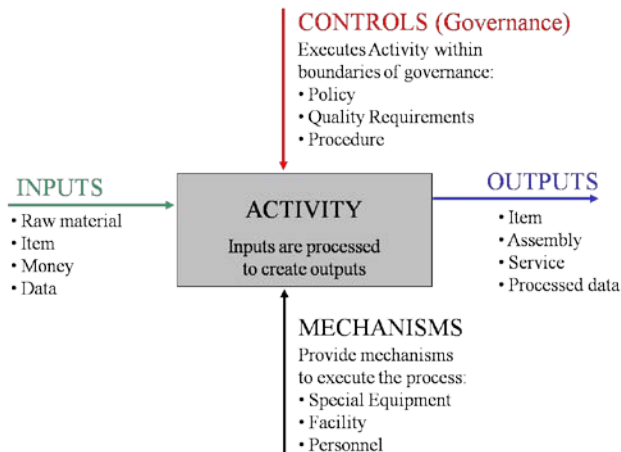 CONTROLS (Governance)
Executes Activity within
boundaries of governance:
• Policy
• Quality Requirements
• Procedure
INPUTS
• Raw material
• Item
• Money
• Data
ACTIVITY
Inputs are processed
to create outputs
OUTPUTS
• Item
• Assembly
• Service
• Processed data
MECHANISMS
Provide mechanisms
to execute the process:
• Special Equipment
• Facility
• Personnel